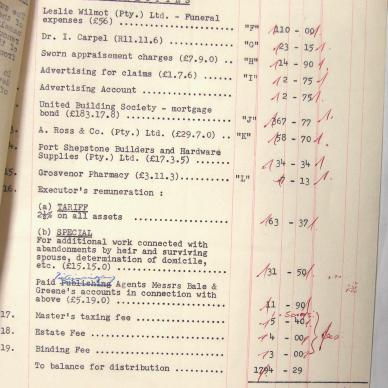 Leslie Wilmot (Pty.) Ltd. - Funeral
expenses (£56) .................... "F" 110 - 00
Dr. I. Carpel (R11.11.6) .......... "G" 23 - 15
Sworn appraisement charges (£7.9.0) .. "H" 14 - 90
Advertising for claims (£1.7.6) ..... "I" 2 - 75
Advertising Account ............... 12 - 75
United Building Society - mortgage
bond (£183.17.8) .................. "J" 367 - 77
A. Ross & Co. (Pty.) Ltd. (£29.7.0) .. "K" 58 - 70
Port Shepstone Builders and Hardware
Supplies (Pty.) Ltd. (£17.3.5) ..... 34 - 34
15. Grosvenor Pharmacy (£3.11.3) ...... "L" 7 - 13
16. Executor's remuneration :
(a) TARIFF
2½% on all assets ................. 163 - 37
(b) SPECIAL
For additional work connected with
abandonments by heir and surviving
spouse, determination of domicile,
etc. (£15.15.0) ................... 31 - 50
Paid Publishing Agents Messrs Bale &
Greene's accounts in connection with
above (£5.19.0) ................... 11 - 90
17. Master's taxing fee ............... 5 - 40
18. Estate Fee ........................ 4 - 00
19. Binding Fee ....................... 3 - 00
To balance for distribution ....... 1794 - 29